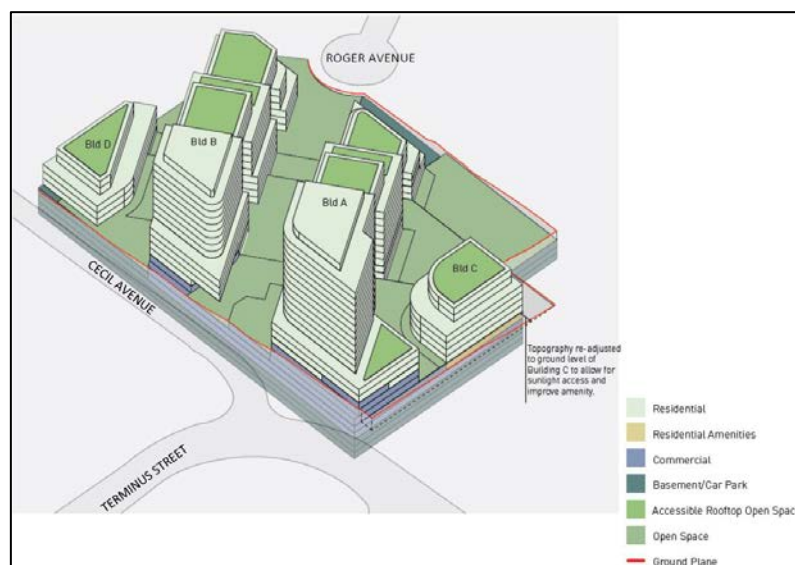 ROGER AVENUE
Bld D
Bld B
Bld A
Bld C
CECIL AVENUE
TERMINUS STREET
Topography re-adjusted
to ground level of
Building C to allow for
sunlight access and
improve amenity.
Residential
Residential Amenities
Commercial
Basement/Car Park
Accessible Rooftop Open Spac
Open Space
Ground Plane